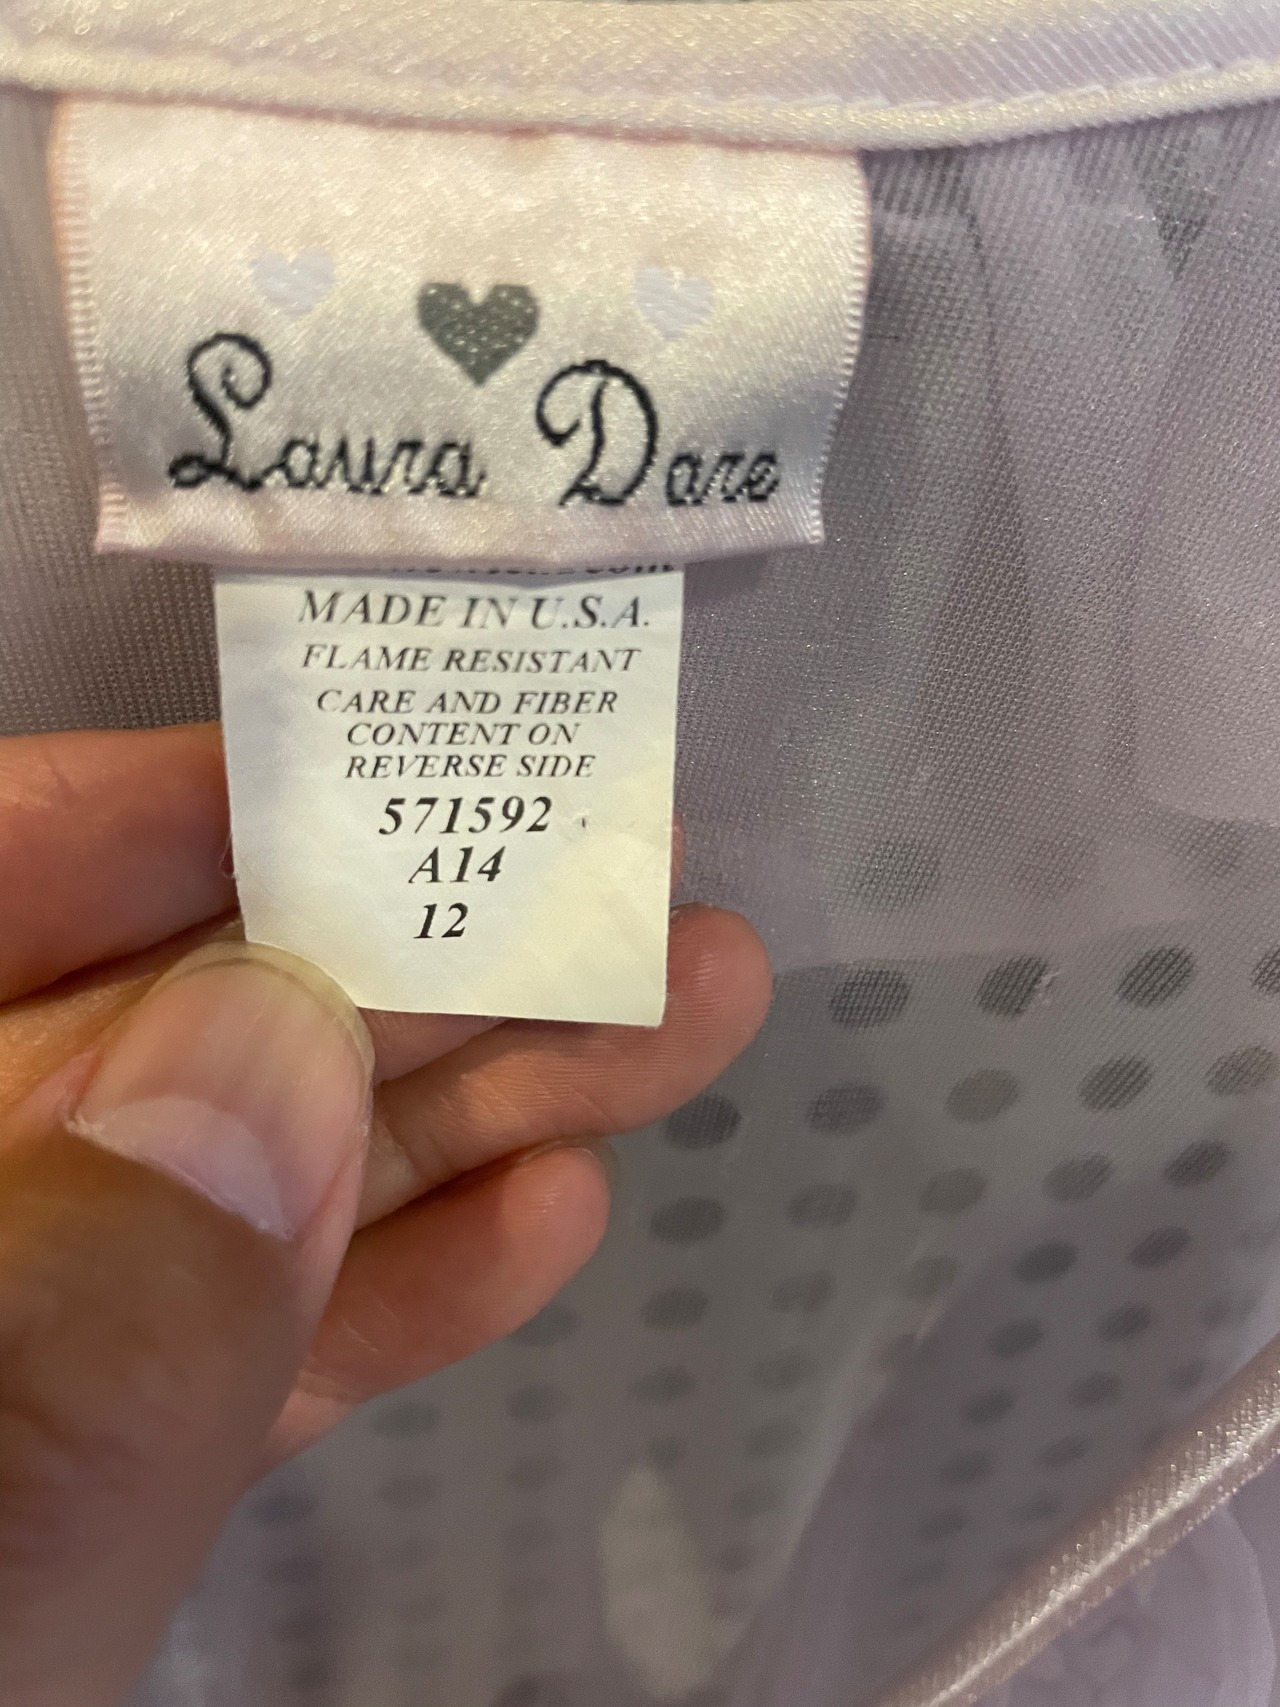 Laura Dare
MADE IN U.S.A.
FLAME RESISTANT
CARE AND FIBER
CONTENT ON
REVERSE SIDE
571592
A14
12